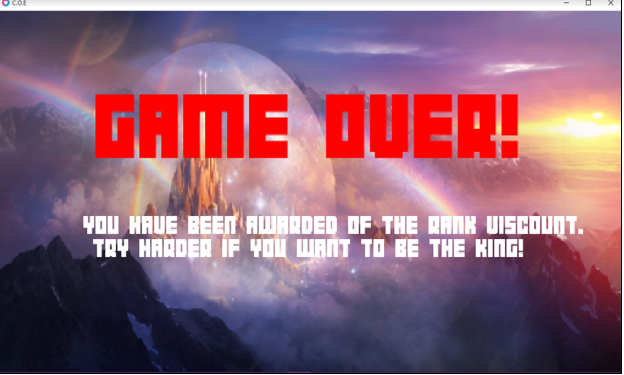 C.O.E
GAME OVER!
YOU HAVE BEEN AWARDED OF THE RANK VISCOUNT.
TRY HARDER IF YOU WANT TO BE THE KING!